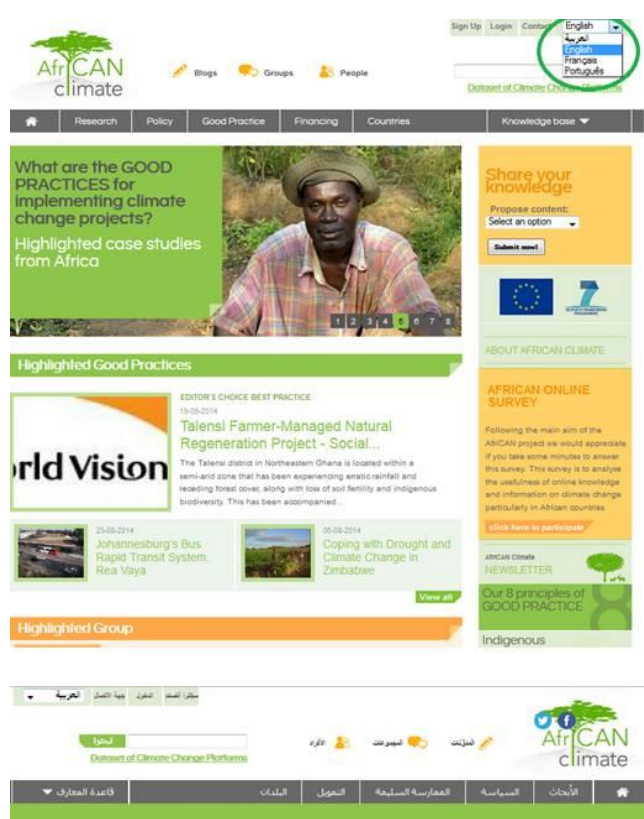 Sign Up Login Contact English
العربية
English
Français
Português
AfriCAN
climate
Blogs Groups People
Dataset of Climate Change Platforms
Research Policy Good Practice Financing Countries Knowledge base
What are the GOOD
PRACTICES for
implementing climate
change projects?
Highlighted case studies
from Africa
1 2 3 4 5 6 7 8
Share your
knowledge
Propose content:
Select an option
Submit now!
7
ABOUT AFRICAN CLIMATE
Highlighted Good Practices
EDITOR'S CHOICE BEST PRACTICE
19-08-2014
Talensi Farmer-Managed Natural
Regeneration Project - Social...
The Talensi district in Northeastern Ghana is located within a
semi-arid zone that has been experiencing erratic rainfall and
receding forest cover, along with loss of soil fertility and indigenous
biodiversity. This has been accompanied...
rld Vision
23-08-2014
Johannesburg's Bus
Rapid Transit System,
Rea Vaya
05-08-2014
Coping with Drought and
Climate Change in
Zimbabwe
View all
Highlighted Group
AFRICAN ONLINE
SURVEY
Following the main aim of the
AfriCAN project we would appreciate
if you take some minutes to answer
this survey. This survey is to analyse
the usefulness of online knowledge
and information on climate change
particularly in African countries.
click here to participate
AfriCAN Climate
NEWSLETTER
Our 8 principles of
GOOD PRACTICE
8
Indigenous
الدخول جهة الاتصال العربية
AfriCAN
climate
المدوّنات المجموعات الأفراد
ابحثوا
Dataset of Climate Change Platforms
الأبحاث السياسة الممارسة السليمة التمويل البلدان قاعدة المعارف